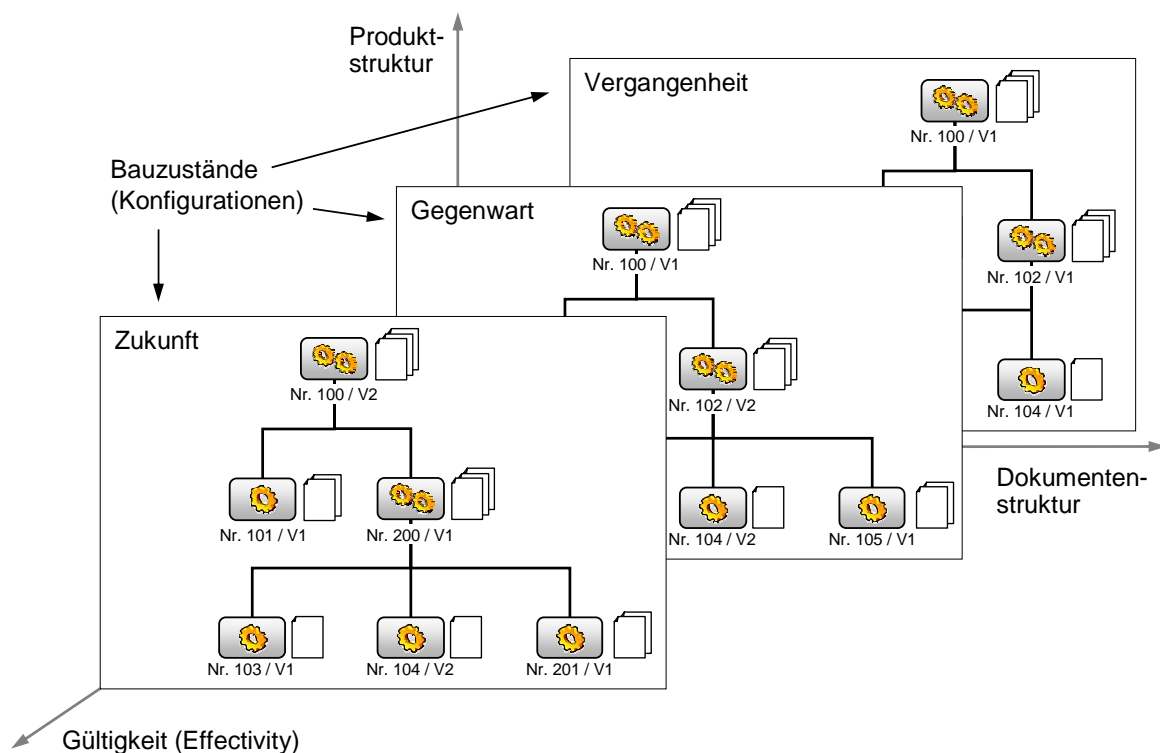 Produkt-
struktur
Vergangenheit
Nr. 100 / V1
Nr. 102 / V1
Nr. 104 / V1
Bauzustände
(Konfigurationen)
Gegenwart
Nr. 100 / V1
Nr. 102 / V2
Nr. 104 / V2
Nr. 105 / V1
Zukunft
Nr. 100 / V2
Nr. 101 / V1
Nr. 200 / V1
Nr. 103 / V1
Nr. 104 / V2
Nr. 201 / V1
Dokumenten-
struktur
Gültigkeit (Effectivity)